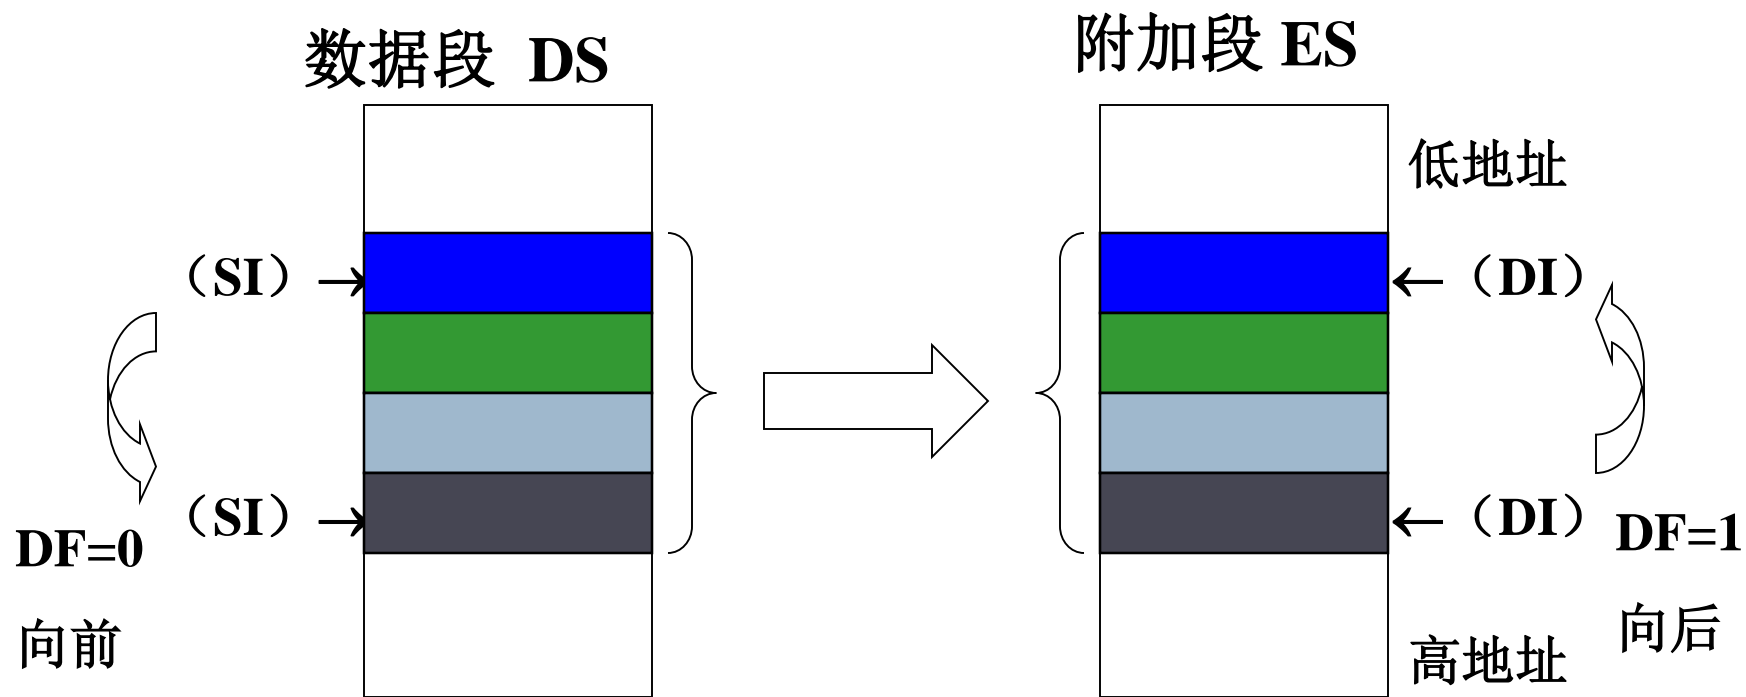 数据段 DS
附加段 ES
低地址
（SI）
（DI）
（SI）
（DI）
DF=0
DF=1
向前
向后
高地址